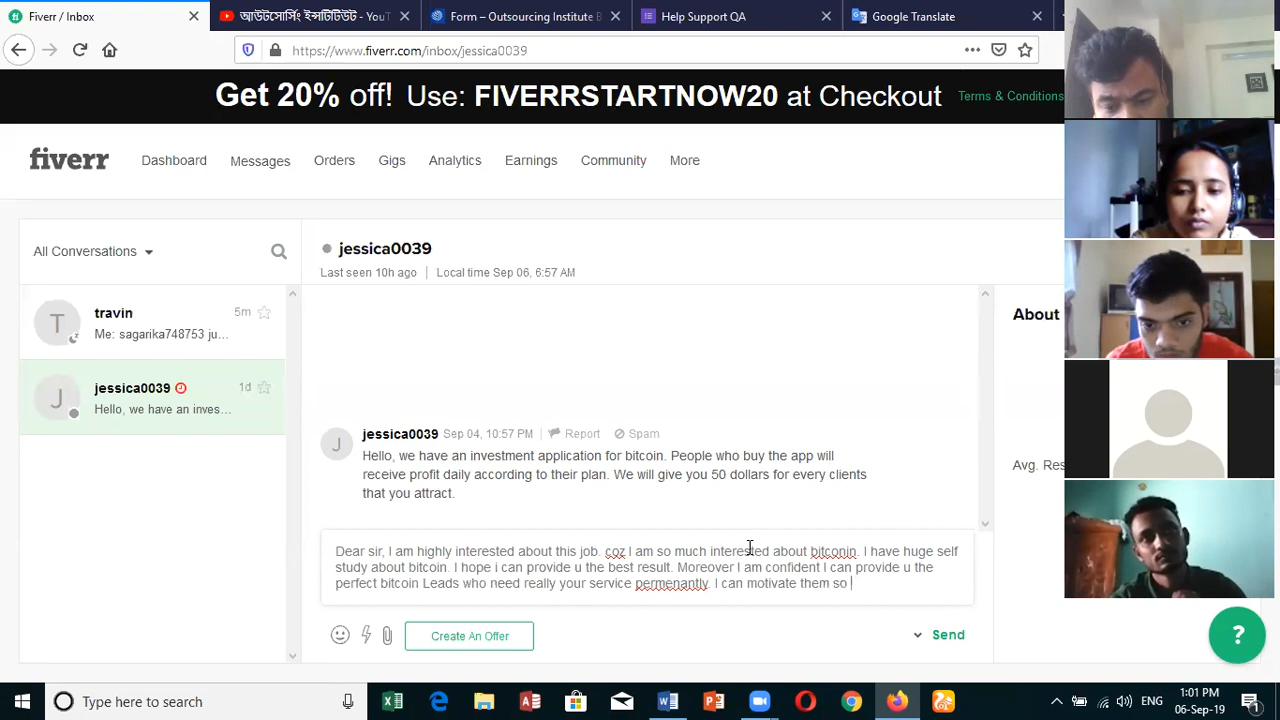 Fiverr / Inbox
আউটসোর্সিং ইন্সটিটিউট - YouT
Form – Outsourcing Institute B
Help Support QA
Google Translate
https://www.fiverr.com/inbox/jessica0039
Get 20% off! Use: FIVERRSTARTNOW20 at Checkout
Terms & Conditions
fiverr
Dashboard
Messages
Orders
Gigs
Analytics
Earnings
Community
More
All Conversations
travin
5m
Me: sagarika748753 ju...
jessica0039
1d
Hello, we have an inves...
jessica0039
Last seen 10h ago
Local time Sep 06, 6:57 AM
jessica0039 Sep 04, 10:57 PM Report Spam
Hello, we have an investment application for bitcoin. People who buy the app will
receive profit daily according to their plan. We will give you 50 dollars for every clients
that you attract.
Dear sir, I am highly interested about this job. coz I am so much interested about bitconin. I have huge self
study about bitcoin. I hope i can provide u the best result. Moreover I am confident I can provide u the
perfect bitcoin Leads who need really your service permenantly. I can motivate them so
Create An Offer
Send
About
Avg. Res
?
Type here to search
ENG
1:01 PM
06-Sep-19
1